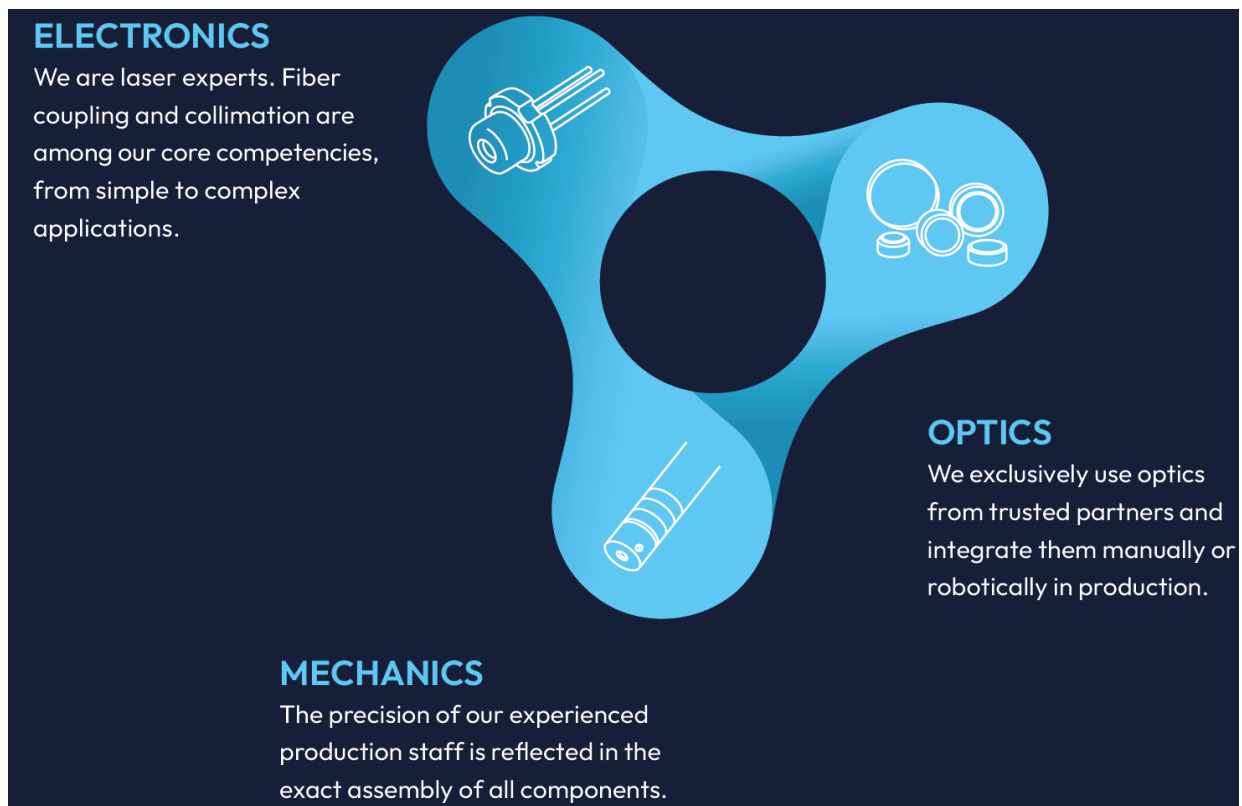 ELECTRONICS
We are laser experts. Fiber
coupling and collimation are
among our core competencies,
from simple to complex
applications.
OPTICS
We exclusively use optics
from trusted partners and
integrate them manually or
robotically in production.
MECHANICS
The precision of our experienced
production staff is reflected in the
exact assembly of all components.